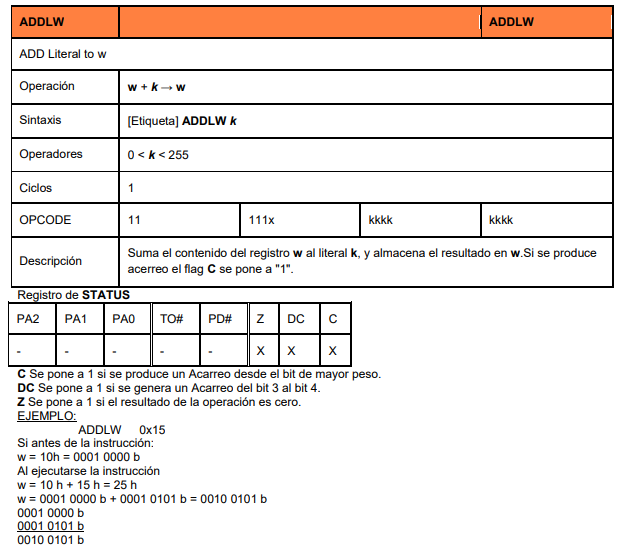 ADDLW ADDLW
ADD Literal to w
Operación w + k → w
Sintaxis [Etiqueta] ADDLW k
Operadores 0 < k < 255
Ciclos 1
OPCODE 11 111x kkkk kkkk
Descripción Suma el contenido del registro w al literal k, y almacena el resultado en w.Si se produce
acerreo el flag C se pone a "1".
Registro de STATUS
PA2 PA1 PA0 TO# PD# Z DC C
- - - - - X X X
C Se pone a 1 si se produce un Acarreo desde el bit de mayor peso.
DC Se pone a 1 si se genera un Acarreo del bit 3 al bit 4.
Z Se pone a 1 si el resultado de la operación es cero.
EJEMPLO:
ADDLW 0x15
Si antes de la instrucción:
w = 10h = 0001 0000 b
Al ejecutarse la instrucción
w = 10 h + 15 h = 25 h
w = 0001 0000 b + 0001 0101 b = 0010 0101 b
0001 0000 b
0001 0101 b
0010 0101 b